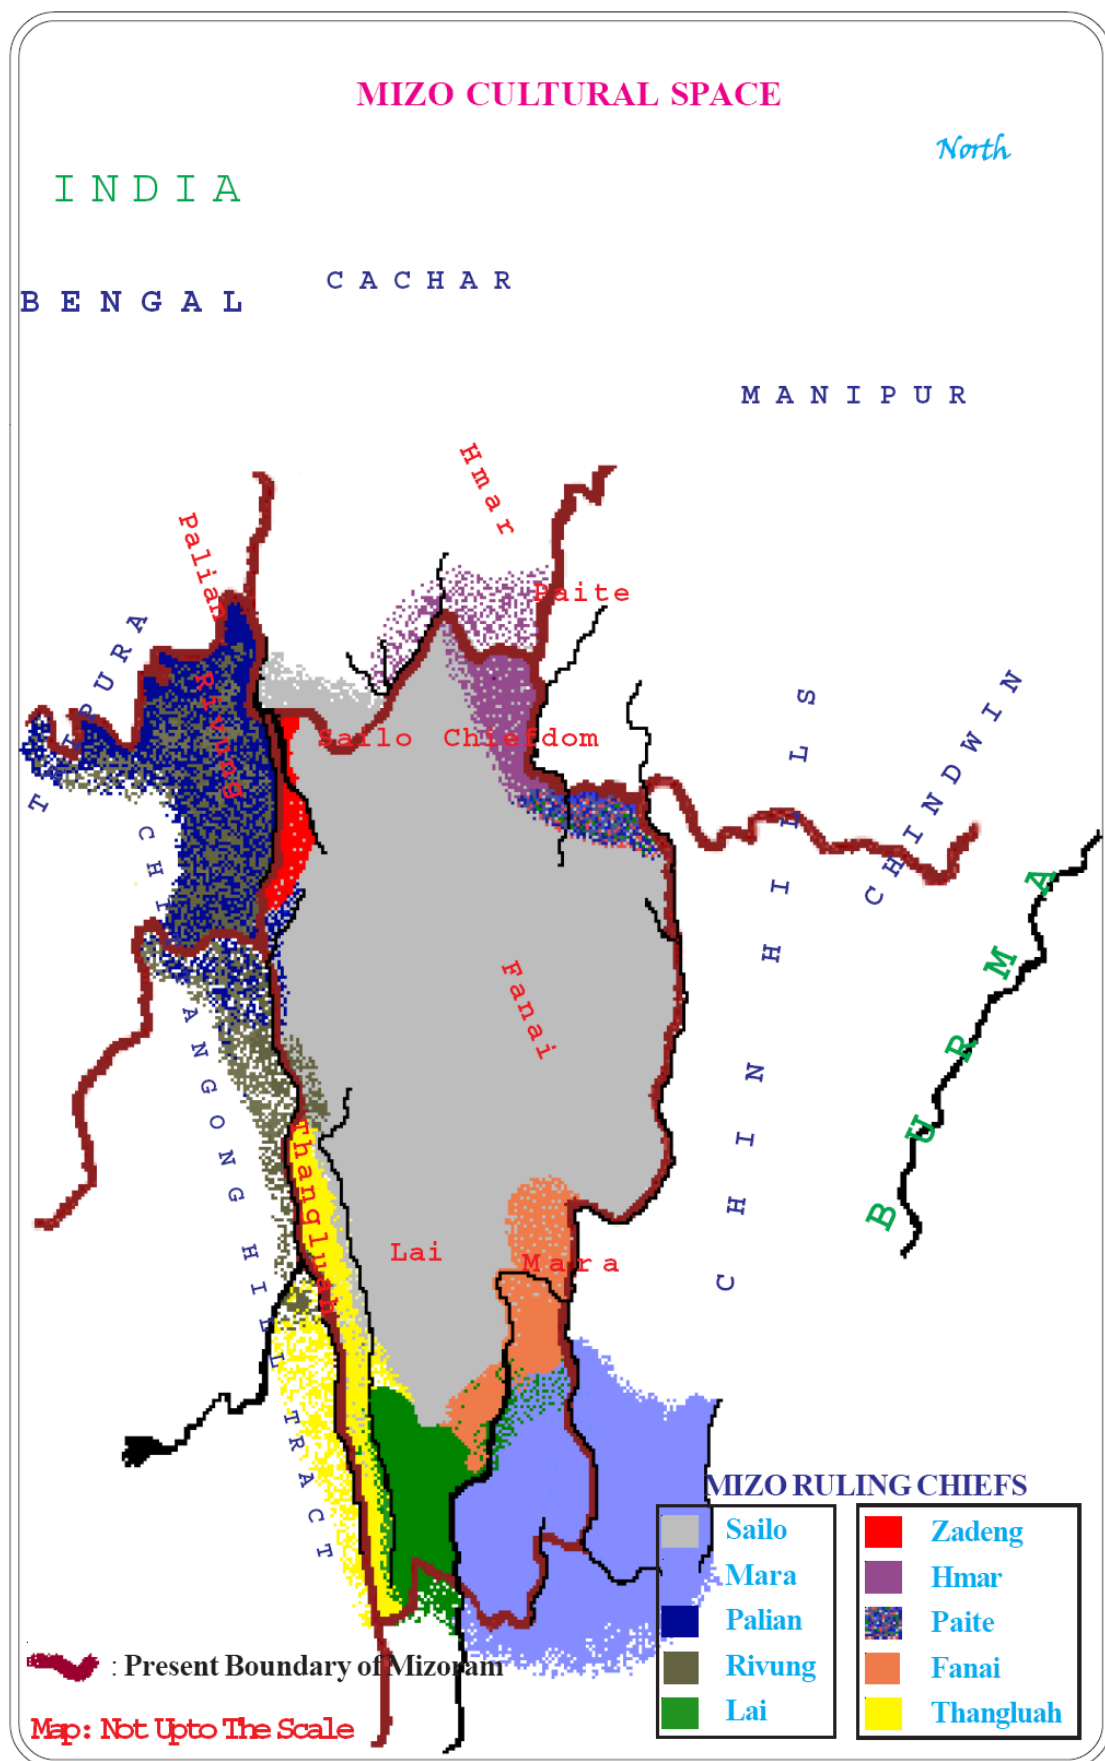 MIZO CULTURAL SPACE
North
INDIA
CACHAR
BENGAL
MANIPUR
Hmar
Palian
Paite
TRIPURA
Rivung
Sailo Chiefdom
CHIN HILLS
CHINDWIN
BURMA
CHITTANGONG HILL TRACT
Fanai
Thangluah
Lai
Mara
MIZO RULING CHIEFS
Sailo
Mara
Palian
Rivung
Lai
Zadeng
Hmar
Paite
Fanai
Thangluah
: Present Boundary of Mizoram
Map: Not Upto The Scale